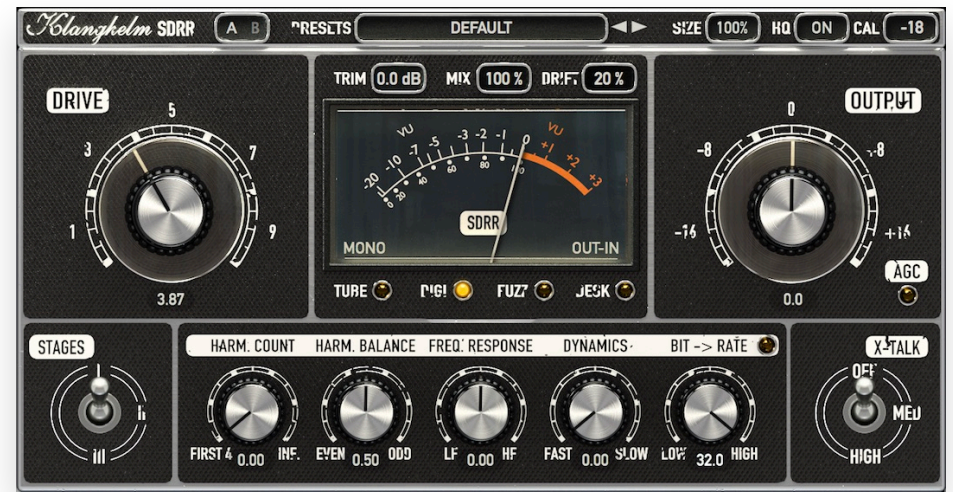 Klanghelm SDRR A B PRESETS DEFAULT SIZE 100% HQ ON CAL -18
TRIM 0.0 dB MIX 100 % DRIFT 20 %
DRIVE
OUTPUT
1 3 5 7 9
3.87
VU VU
-20 -10 -7 -5 -3 -2 -1 0 +1 +2 +3
0 20 40 60 80 100
SDRR
MONO OUT-IN
TUBE DIGI FUZZ DESK
-16 -8 0 +8 +16
0.0
AGC
STAGES
I
II
III
HARM. COUNT HARM. BALANCE FREQ. RESPONSE DYNAMICS BIT -> RATE
FIRST 4 0.00 INF. EVEN 0.50 ODD LF 0.00 HF FAST 0.00 SLOW LOW 32.0 HIGH
X-TALK
OFF
MED
HIGH